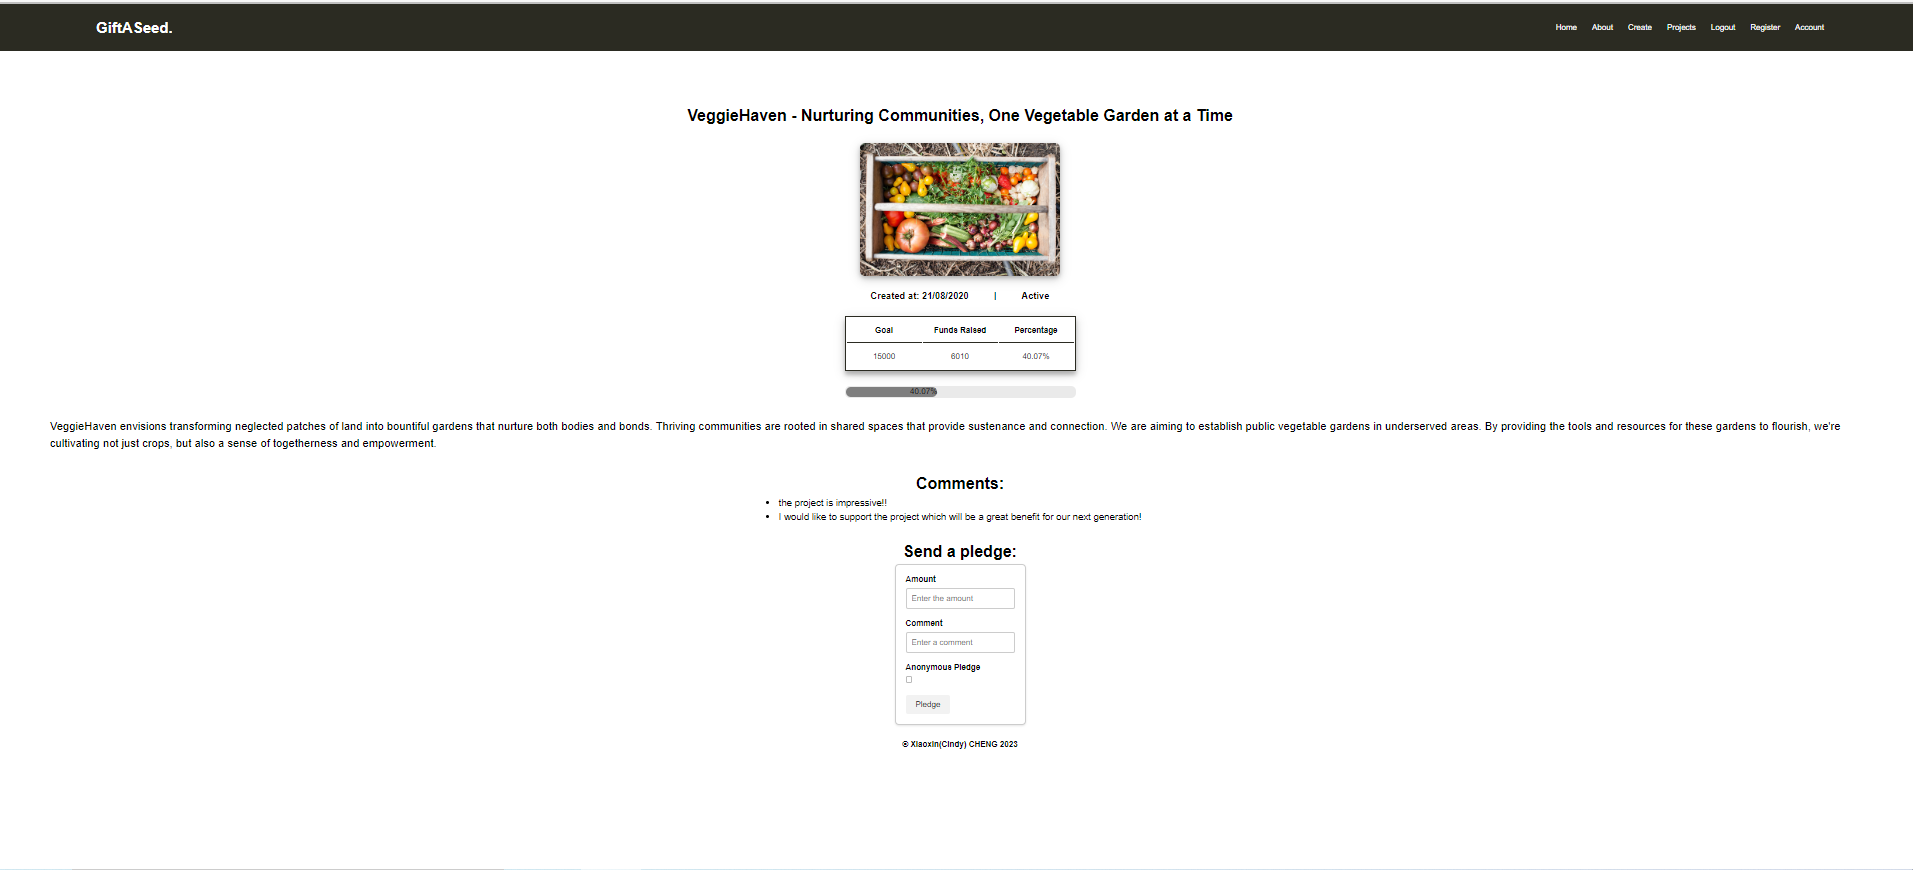 GiftASeed.
Home About Create Projects Logout Register Account
VeggieHaven - Nurturing Communities, One Vegetable Garden at a Time
Created at: 21/08/2020 | Active
Goal Funds Raised Percentage
15000 6010 40.07%
40.07%
VeggieHaven envisions transforming neglected patches of land into bountiful gardens that nurture both bodies and bonds. Thriving communities are rooted in shared spaces that provide sustenance and connection. We are aiming to establish public vegetable gardens in underserved areas. By providing the tools and resources for these gardens to flourish, we're
cultivating not just crops, but also a sense of togetherness and empowerment.
Comments:
• the project is impressive!!
• I would like to support the project which will be a great benefit for our next generation!
Send a pledge:
Amount
Enter the amount
Comment
Enter a comment
Anonymous Pledge
Pledge
© Xiaoxin(Cindy) CHENG 2023